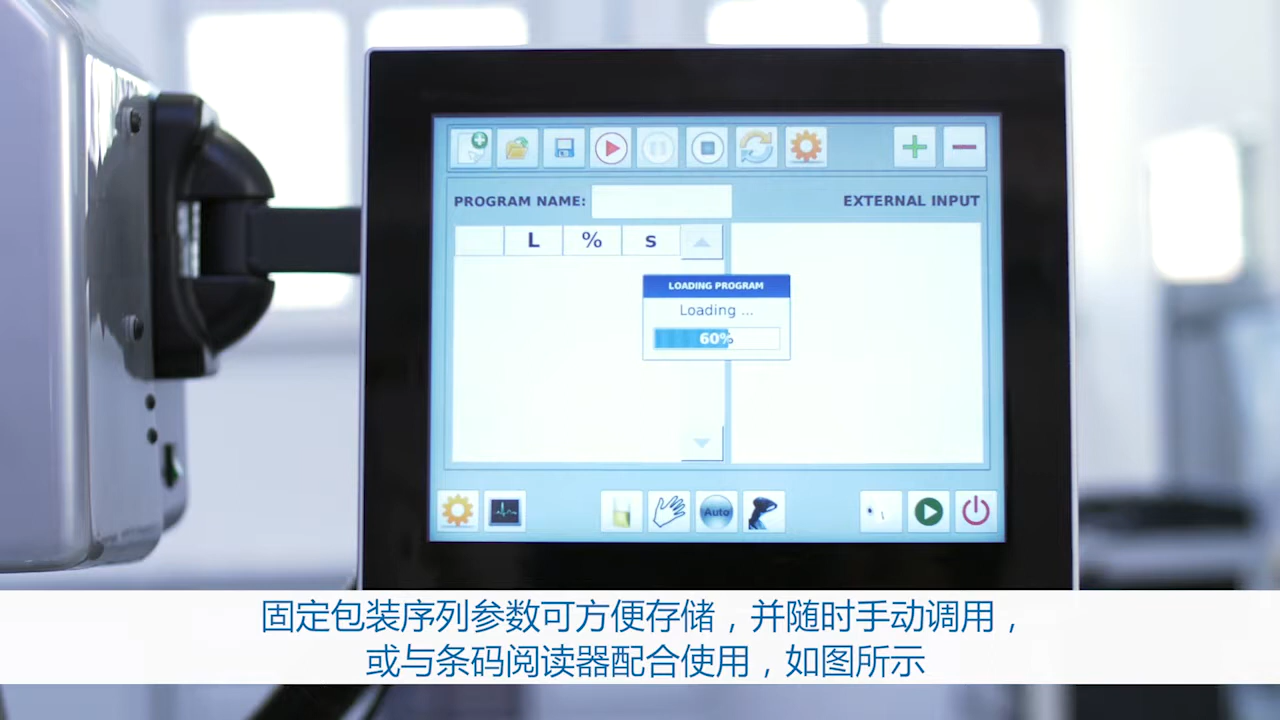 PROGRAM NAME:
EXTERNAL INPUT
L % s
LOADING PROGRAM
Loading ...
60%
Auto
固定包装序列参数可方便存储，并随时手动调用，
或与条码阅读器配合使用，如图所示